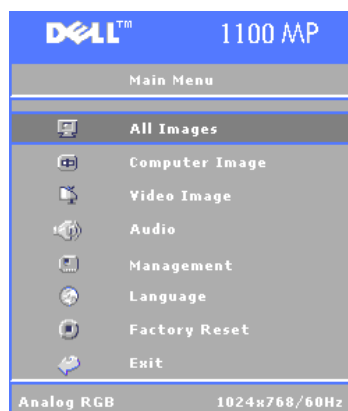 DELL™ 1100 MP
Main Menu
All Images
Computer Image
Video Image
Audio
Management
Language
Factory Reset
Exit
Analog RGB 1024x768/60Hz